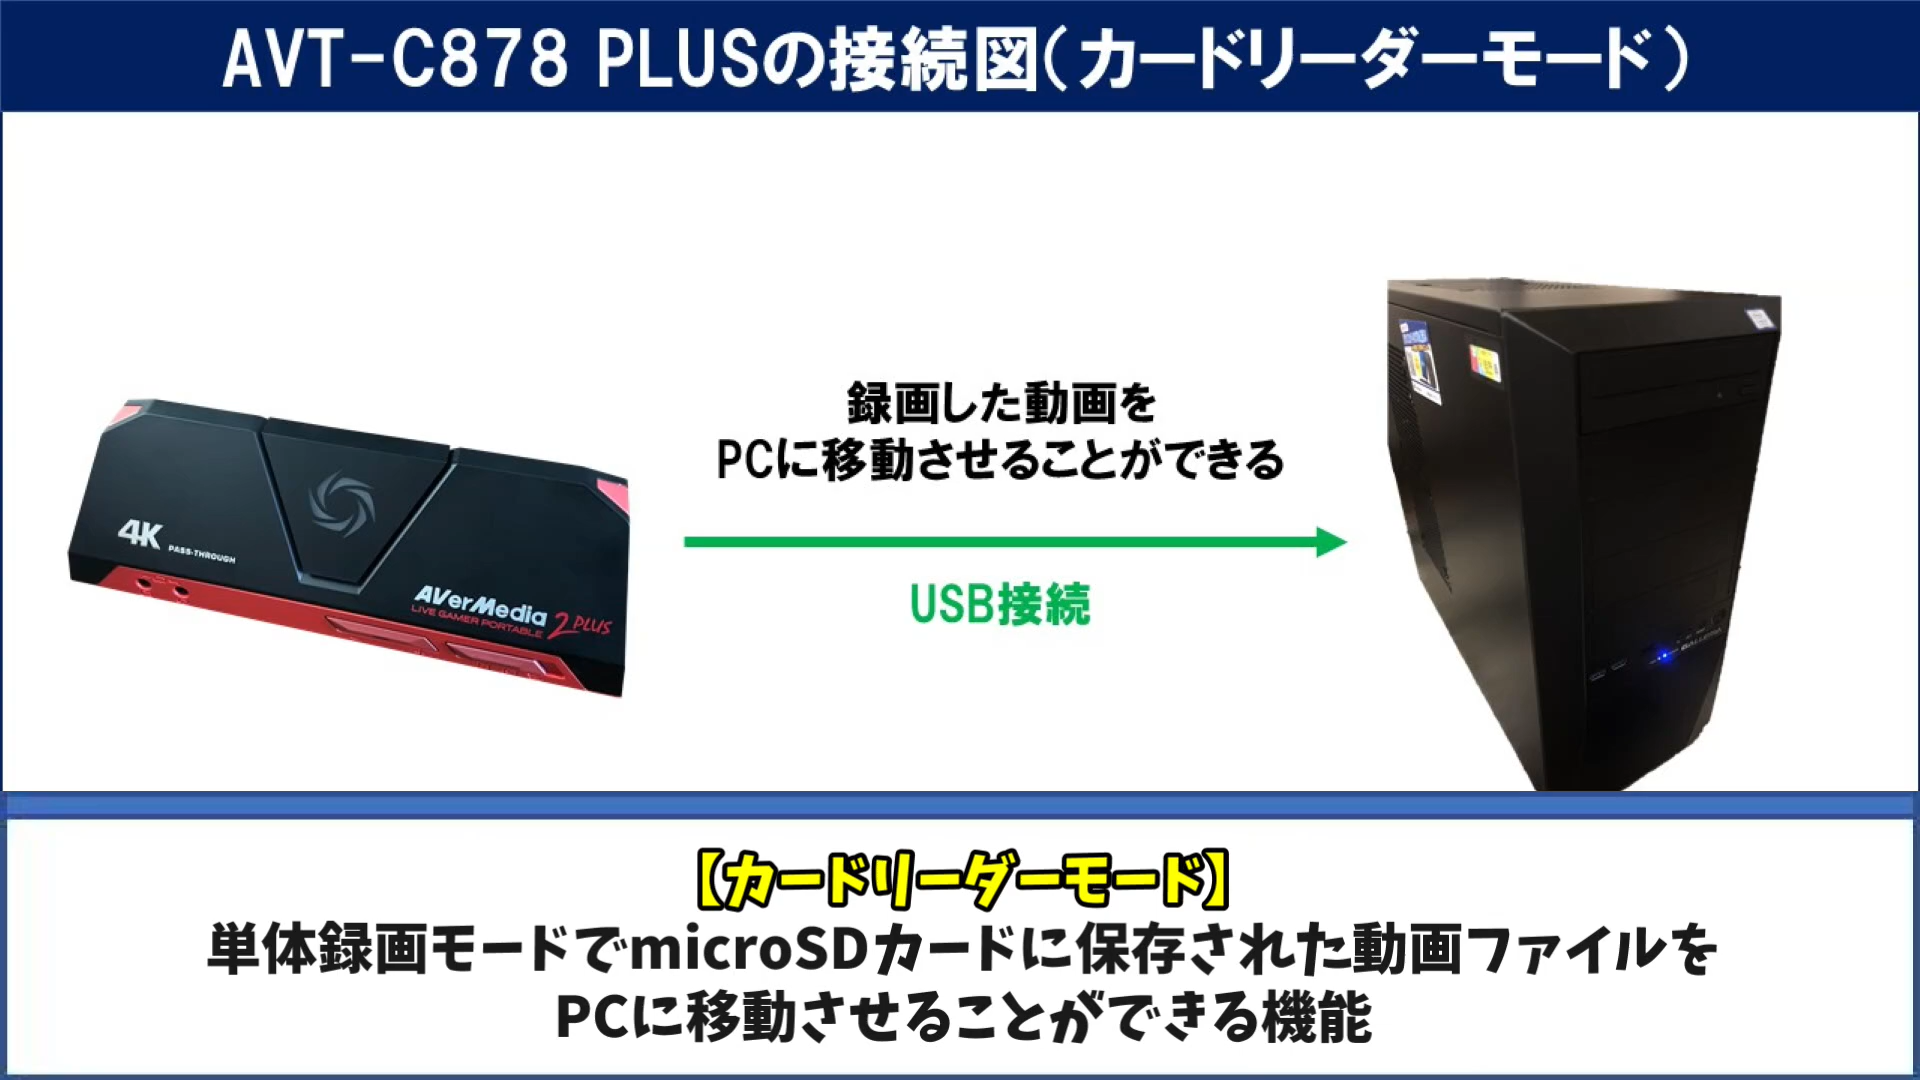 AVT-C878 PLUSの接続図（カードリーダーモード）
録画した動画を
PCに移動させることができる
4K PASS-THROUGH
AVerMedia
LIVE GAMER PORTABLE 2 PLUS
USB接続
【カードリーダーモード】
単体録画モードでmicroSDカードに保存された動画ファイルを
PCに移動させることができる機能